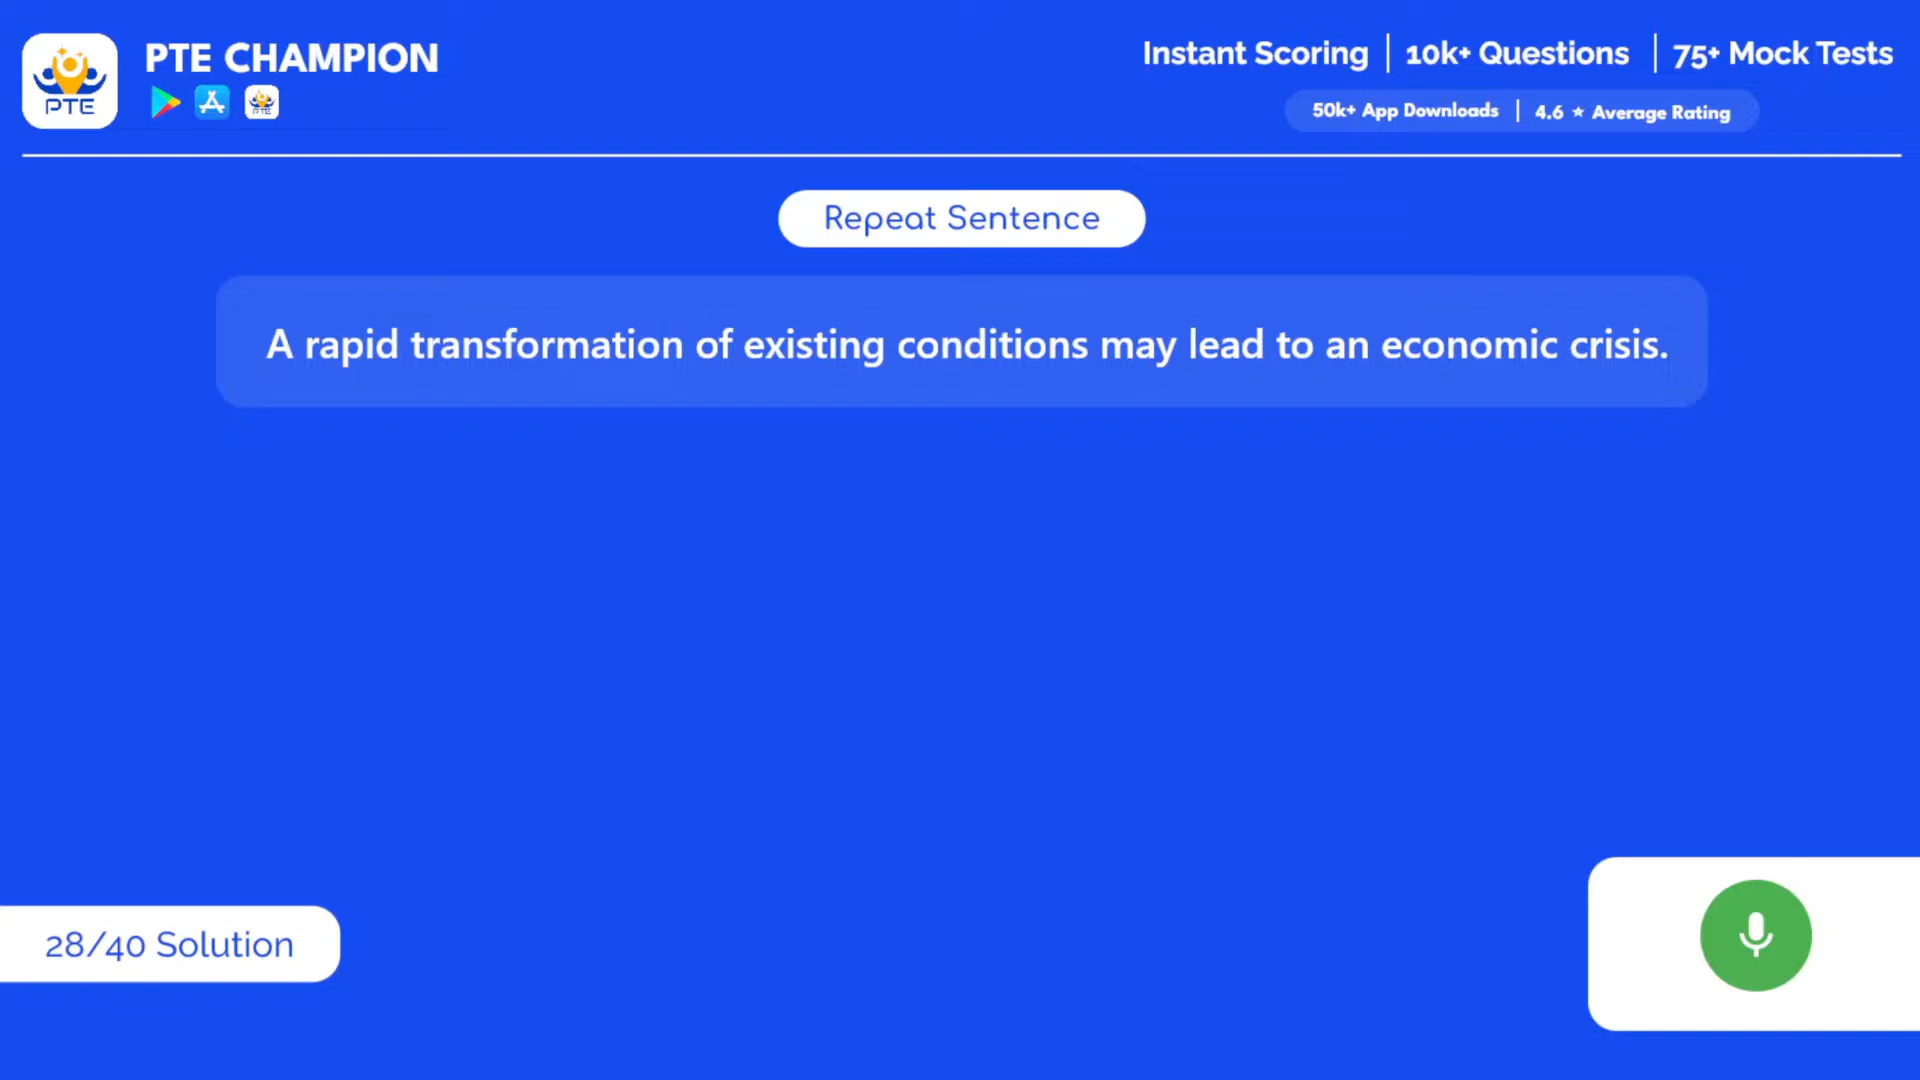 PTE CHAMPION
PTE
PTE
Instant Scoring | 10k+ Questions | 75+ Mock Tests
50k+ App Downloads | 4.6 ★ Average Rating
Repeat Sentence
A rapid transformation of existing conditions may lead to an economic crisis.
28/40 Solution